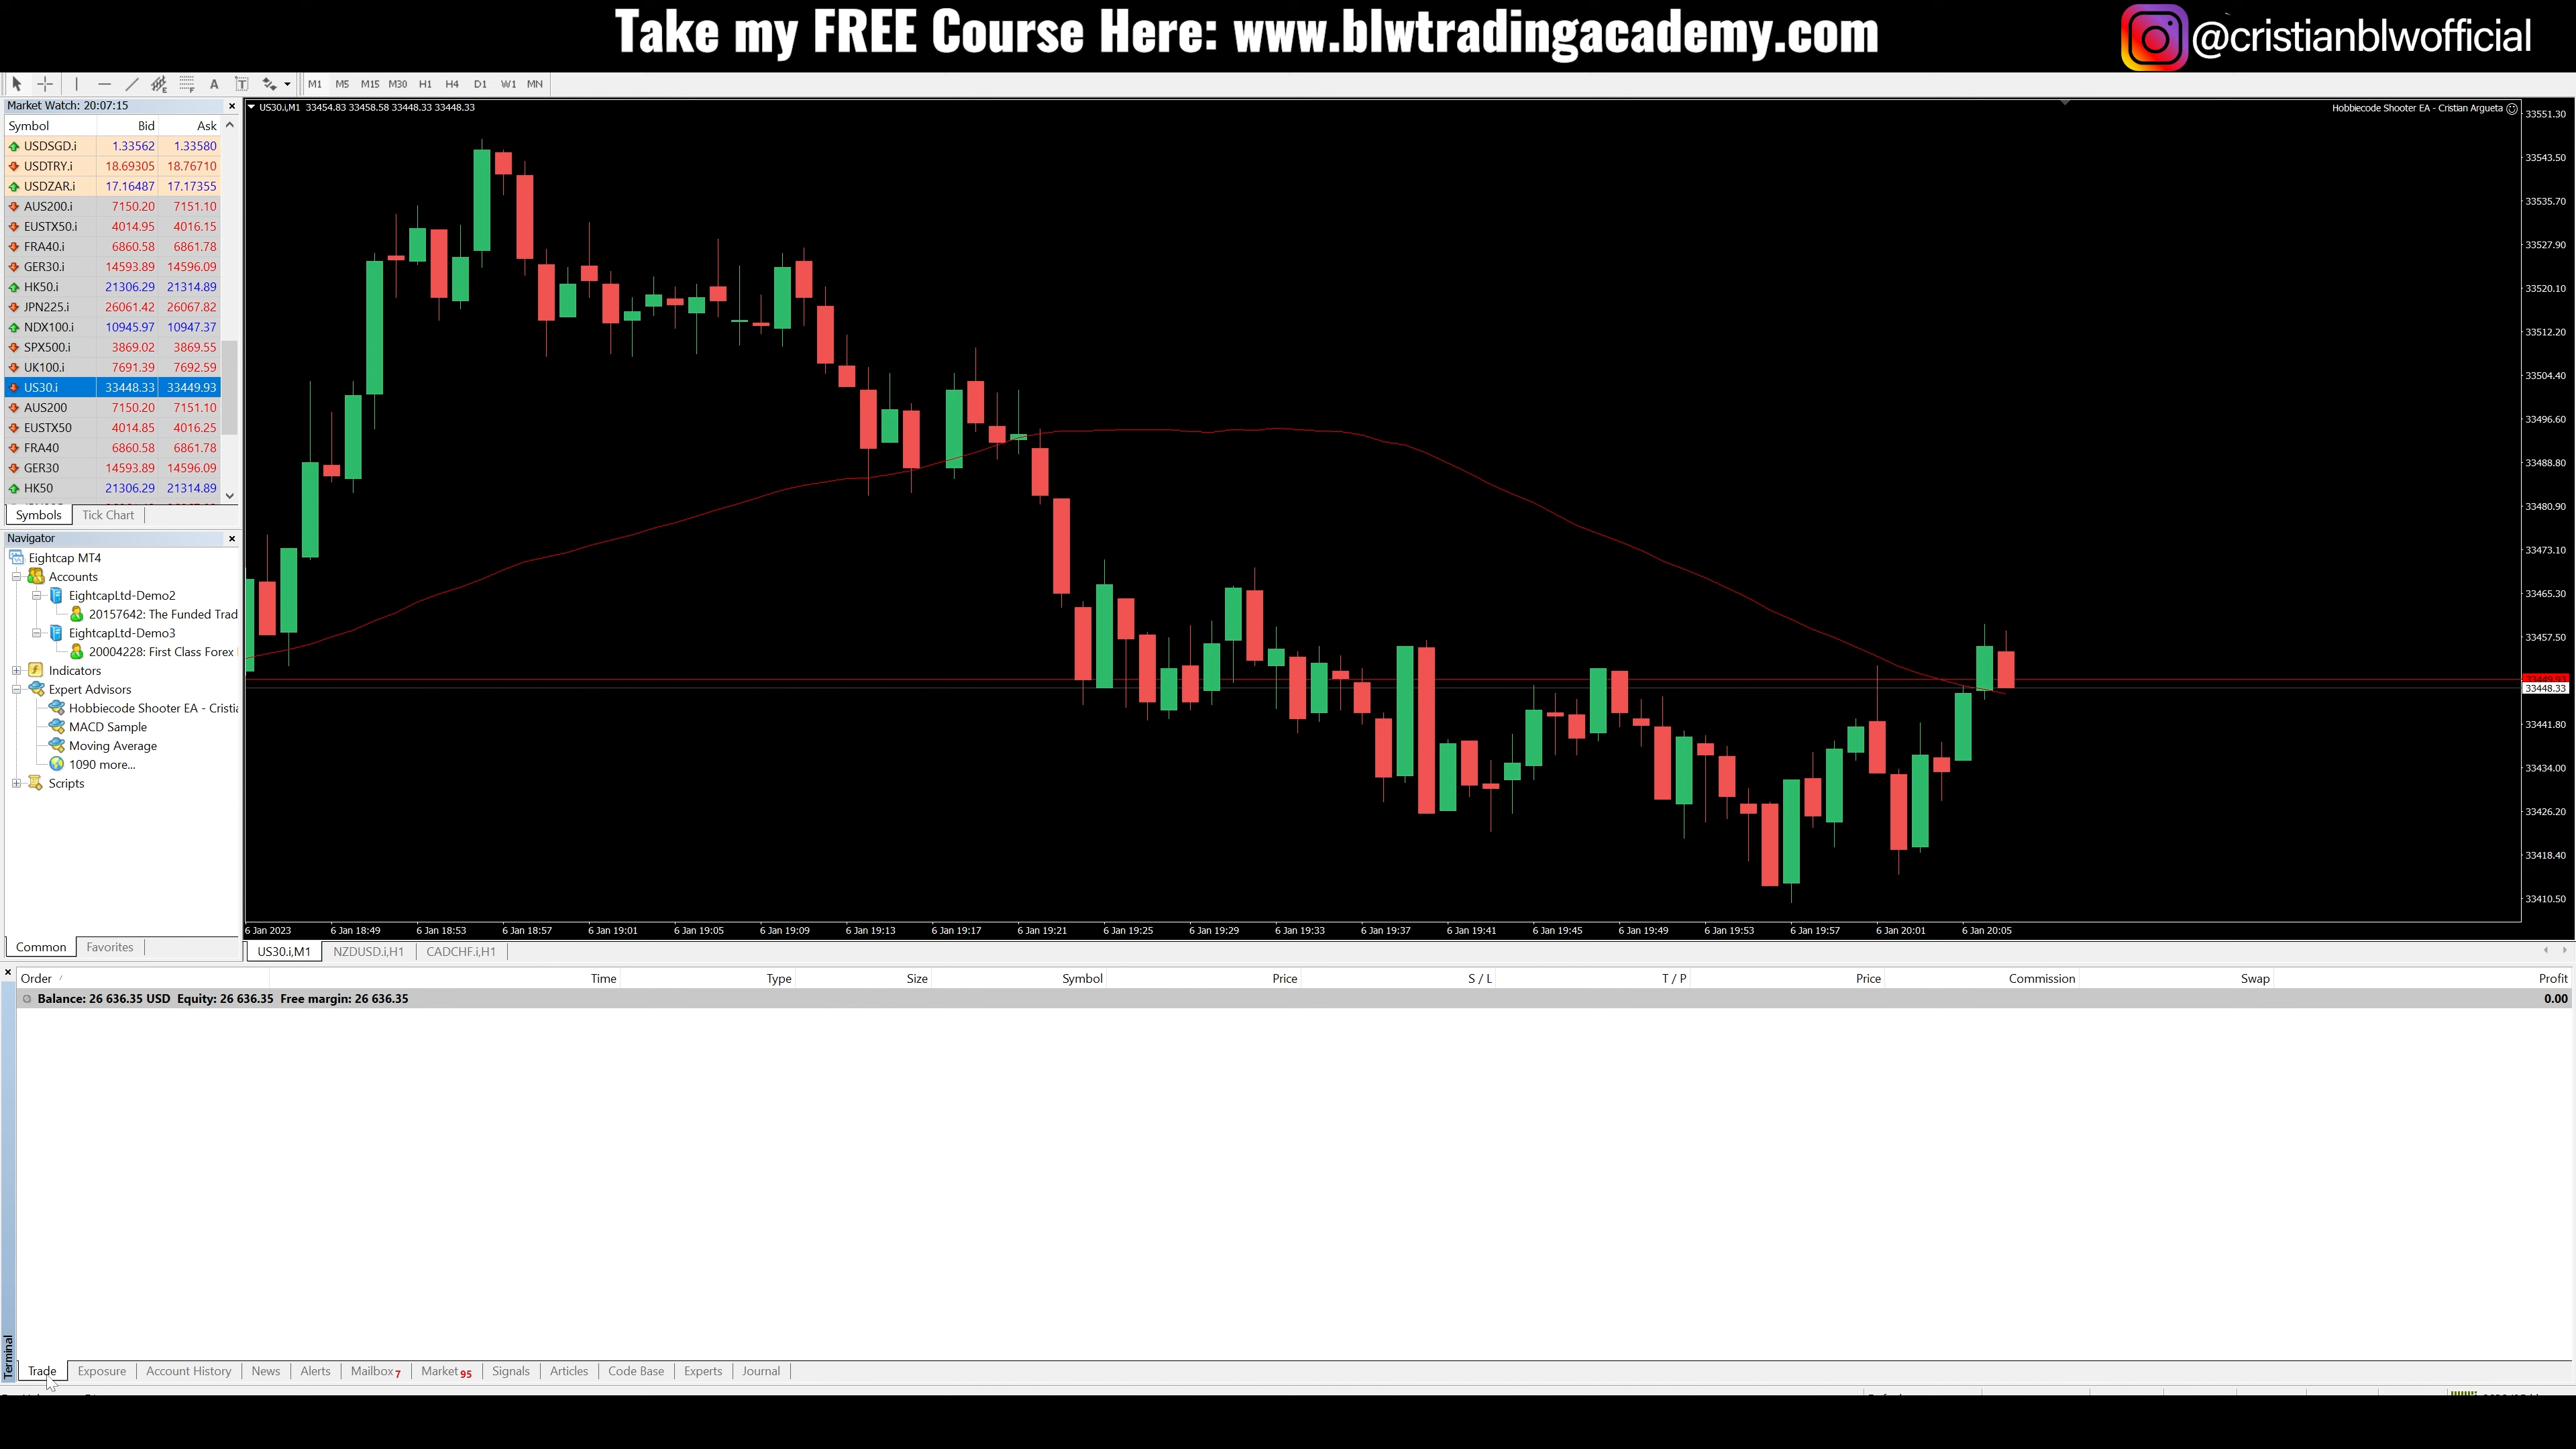 Take my FREE Course Here: www.blwtradingacademy.com
@cristianblwofficial
A T M1 M5 M15 M30 H1 H4 D1 W1 MN
Market Watch: 20:07:15
Symbol Bid Ask
USDSGD.i 1.33562 1.33580
USDTRY.i 18.69305 18.76710
USDZAR.i 17.16487 17.17355
AUS200.i 7150.20 7151.10
EUSTX50.i 4014.95 4016.15
FRA40.i 6860.58 6861.78
GER30.i 14593.89 14596.09
HK50.i 21306.29 21314.89
JPN225.i 26061.42 26067.82
NDX100.i 10945.97 10947.37
SPX500.i 3869.02 3869.55
UK100.i 7691.39 7692.59
US30.i 33448.33 33449.93
AUS200 7150.20 7151.10
EUSTX50 4014.85 4016.25
FRA40 6860.58 6861.78
GER30 14593.89 14596.09
HK50 21306.29 21314.89
Symbols Tick Chart
Navigator
Eightcap MT4
Accounts
EightcapLtd-Demo2
20157642: The Funded Trad
EightcapLtd-Demo3
20004228: First Class Forex
Indicators
Expert Advisors
Hobbiecode Shooter EA - Cristia
MACD Sample
Moving Average
1090 more...
Scripts
Common Favorites
US30.i,M1 33454.83 33458.58 33448.33 33448.33
Hobbiecode Shooter EA - Cristian Argueta
33551.30
33543.50
33535.70
33527.90
33520.10
33512.20
33504.40
33496.60
33488.80
33480.90
33473.10
33465.30
33457.50
33449.93
33448.33
33441.80
33434.00
33426.20
33418.40
33410.50
6 Jan 2023 6 Jan 18:49 6 Jan 18:53 6 Jan 18:57 6 Jan 19:01 6 Jan 19:05 6 Jan 19:09 6 Jan 19:13 6 Jan 19:17 6 Jan 19:21 6 Jan 19:25 6 Jan 19:29 6 Jan 19:33 6 Jan 19:37 6 Jan 19:41 6 Jan 19:45 6 Jan 19:49 6 Jan 19:53 6 Jan 19:57 6 Jan 20:01 6 Jan 20:05
US30.i,M1 NZDUSD.i,H1 CADCHF.i,H1
Order / Time Type Size Symbol Price S / L T / P Price Commission Swap Profit
Balance: 26 636.35 USD Equity: 26 636.35 Free margin: 26 636.35 0.00
Terminal
Trade Exposure Account History News Alerts Mailbox 7 Market 95 Signals Articles Code Base Experts Journal